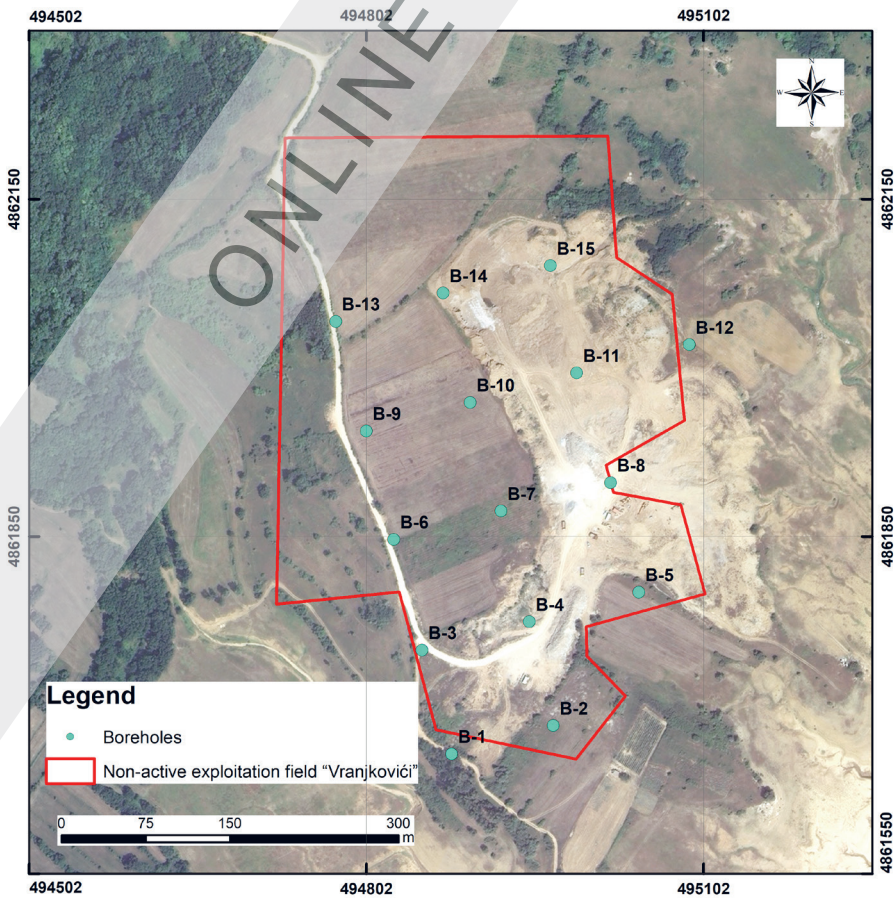 494502 494802 495102
ONLINE
N
W E
S
4862150 4862150
B-15
B-14
B-13
B-12
B-11
B-10
B-9
B-8
B-7
B-6
4861850 4861850
B-5
B-4
B-3
B-2
B-1
Legend
Boreholes
Non-active exploitation field “Vranjkovići”
0 75 150 300
m
4861550
494502 494802 495102